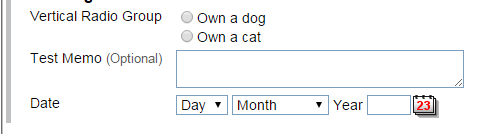 Vertical Radio Group Own a dog
Own a cat
Test Memo (Optional)
Date Day Month Year 23